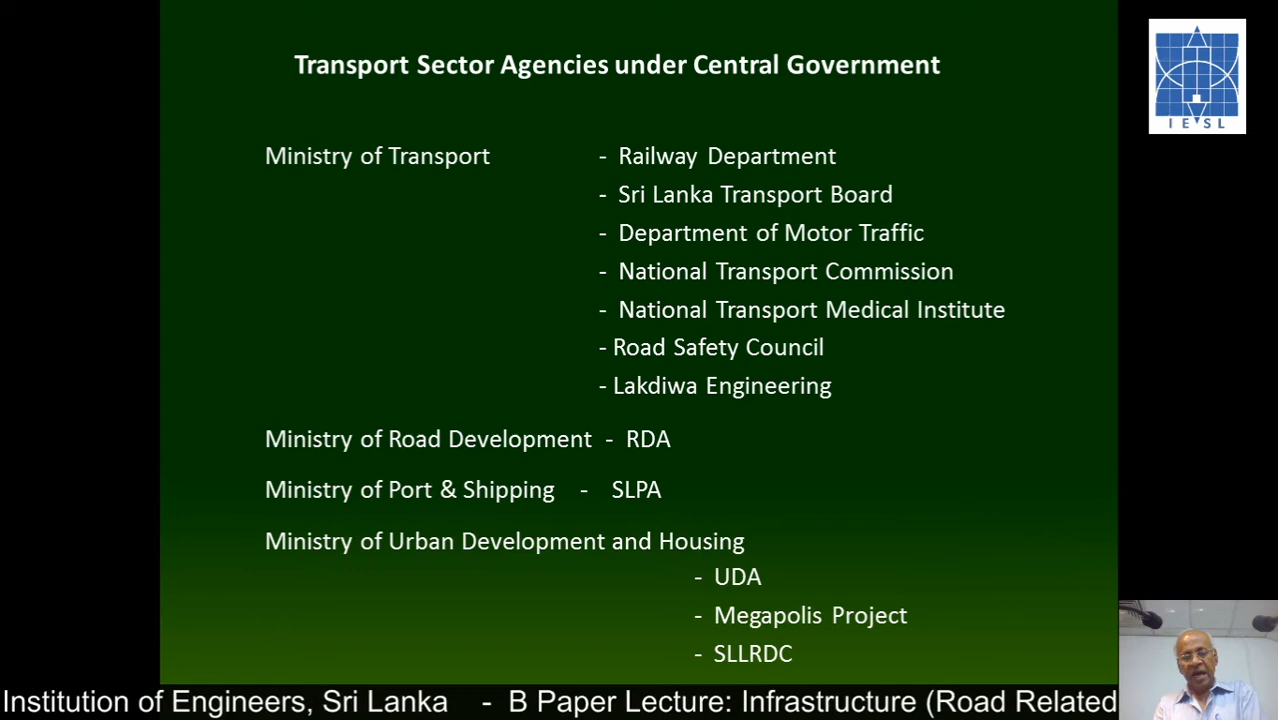 Transport Sector Agencies under Central Government
IESL
Ministry of Transport - Railway Department
- Sri Lanka Transport Board
- Department of Motor Traffic
- National Transport Commission
- National Transport Medical Institute
- Road Safety Council
- Lakdiwa Engineering
Ministry of Road Development - RDA
Ministry of Port & Shipping - SLPA
Ministry of Urban Development and Housing
- UDA
- Megapolis Project
- SLLRDC
Institution of Engineers, Sri Lanka - B Paper Lecture: Infrastructure (Road Related